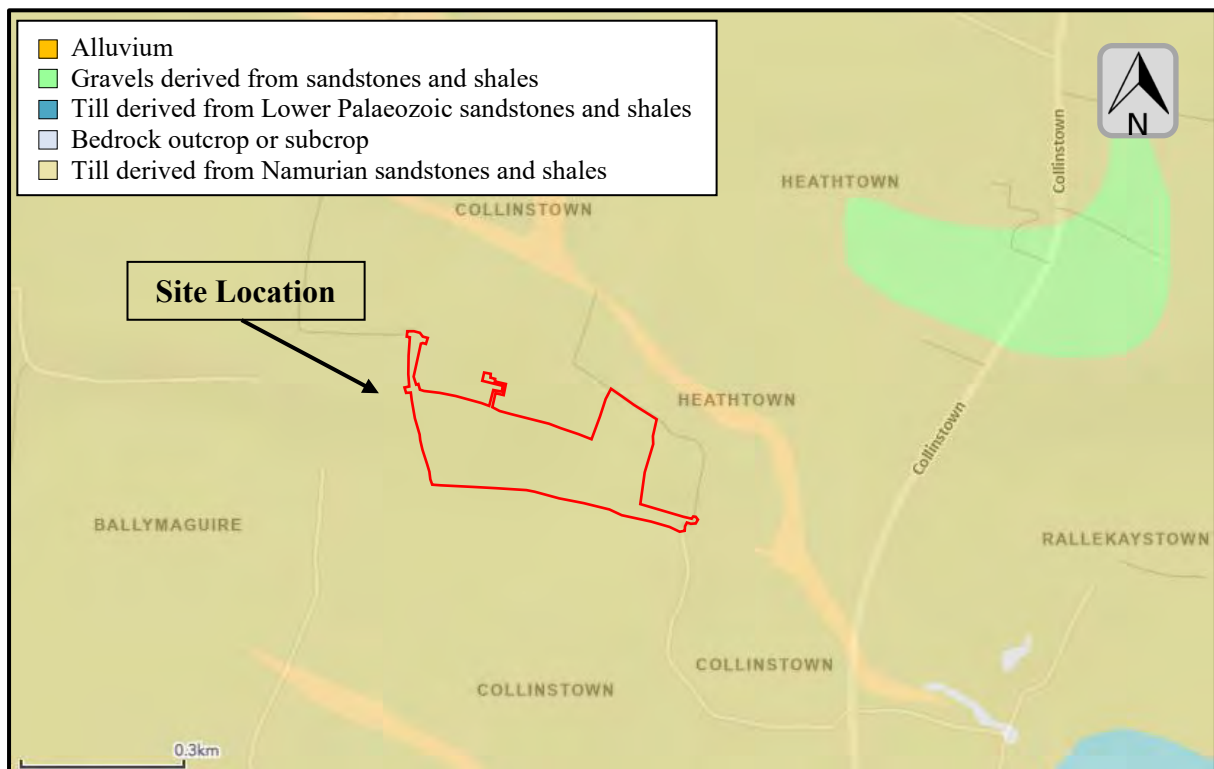 Alluvium
Gravels derived from sandstones and shales
Till derived from Lower Palaeozoic sandstones and shales
Bedrock outcrop or subcrop
Till derived from Namurian sandstones and shales
N
Collinstown
HEATHTOWN
COLLINSTOWN
Site Location
HEATHTOWN
Collinstown
BALLYMAGUIRE
RALLEKAYSTOWN
COLLINSTOWN
COLLINSTOWN
0.3km